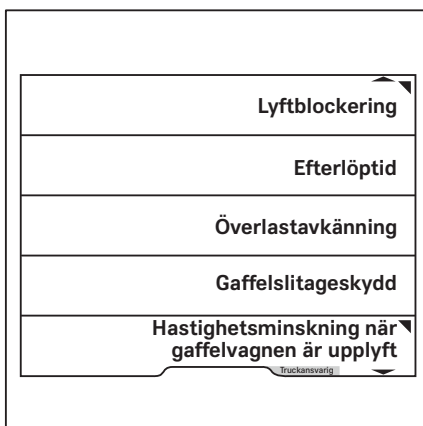 Lyftblockering
Efterlöptid
Överlastavkänning
Gaffelslitageskydd
Hastighetsminskning när
gaffelvagnen är upplyft
Truckansvarig